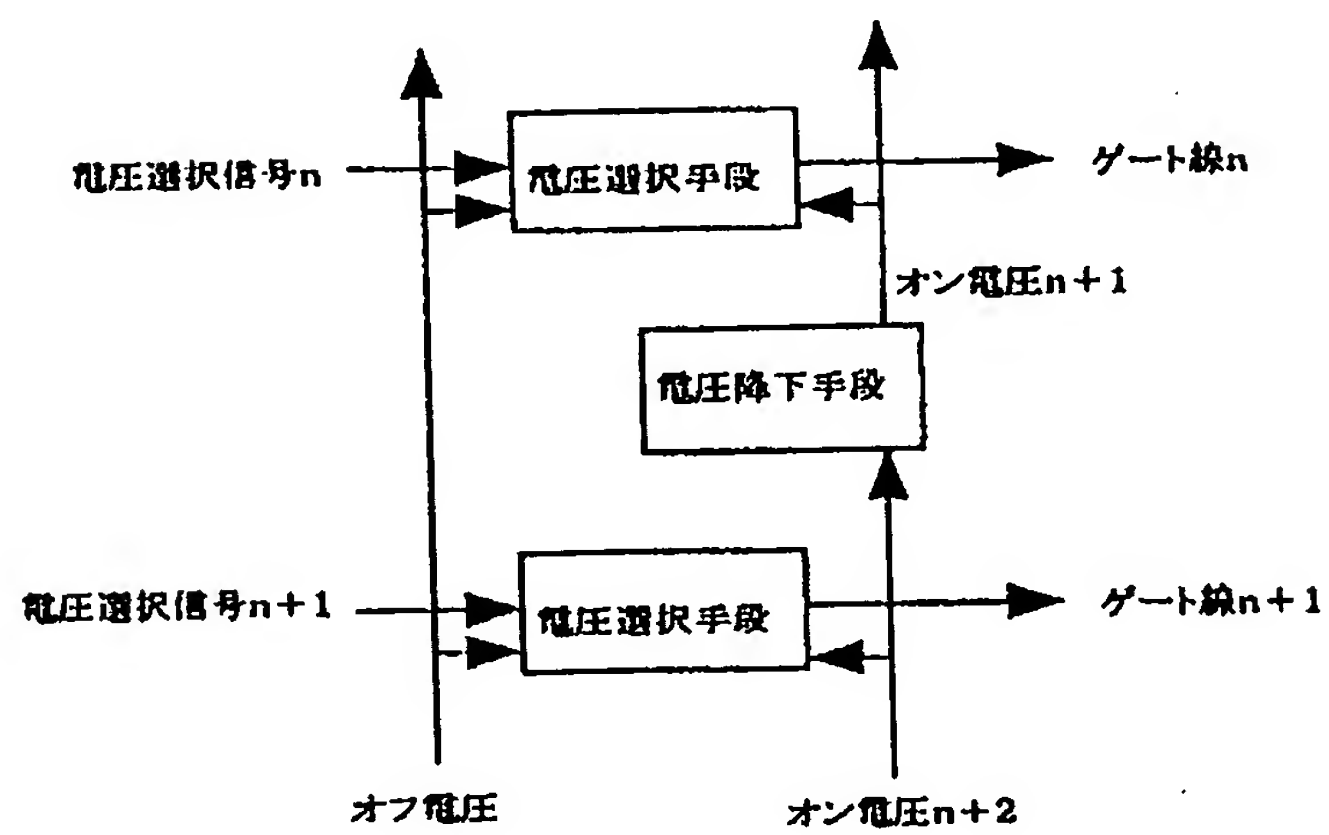 電圧選択信号n
電圧選択手段
ゲート線n
オン電圧n+1
電圧降下手段
電圧選択信号n+1
電圧選択手段
ゲート線n+1
オフ電圧
オン電圧n+2